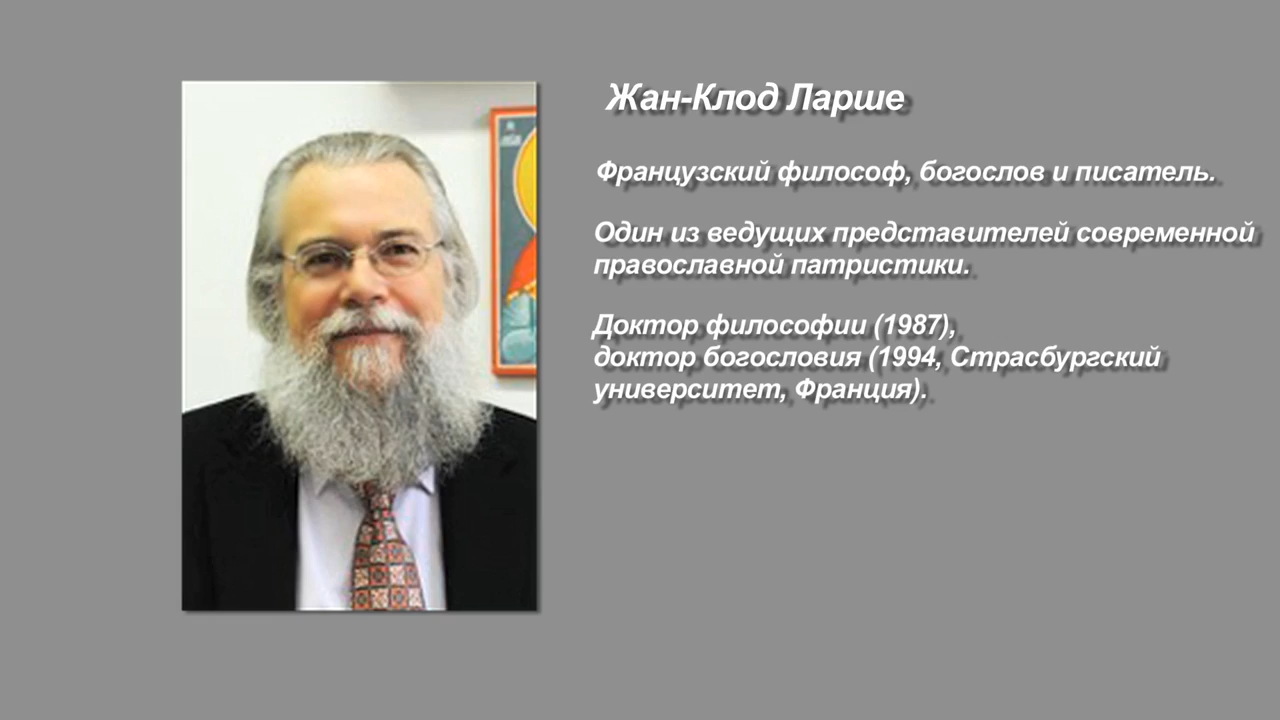 Жан-Клод Ларше
Французский философ, богослов и писатель.
Один из ведущих представителей современной
православной патристики.
Доктор философии (1987),
доктор богословия (1994, Страсбургский
университет, Франция).